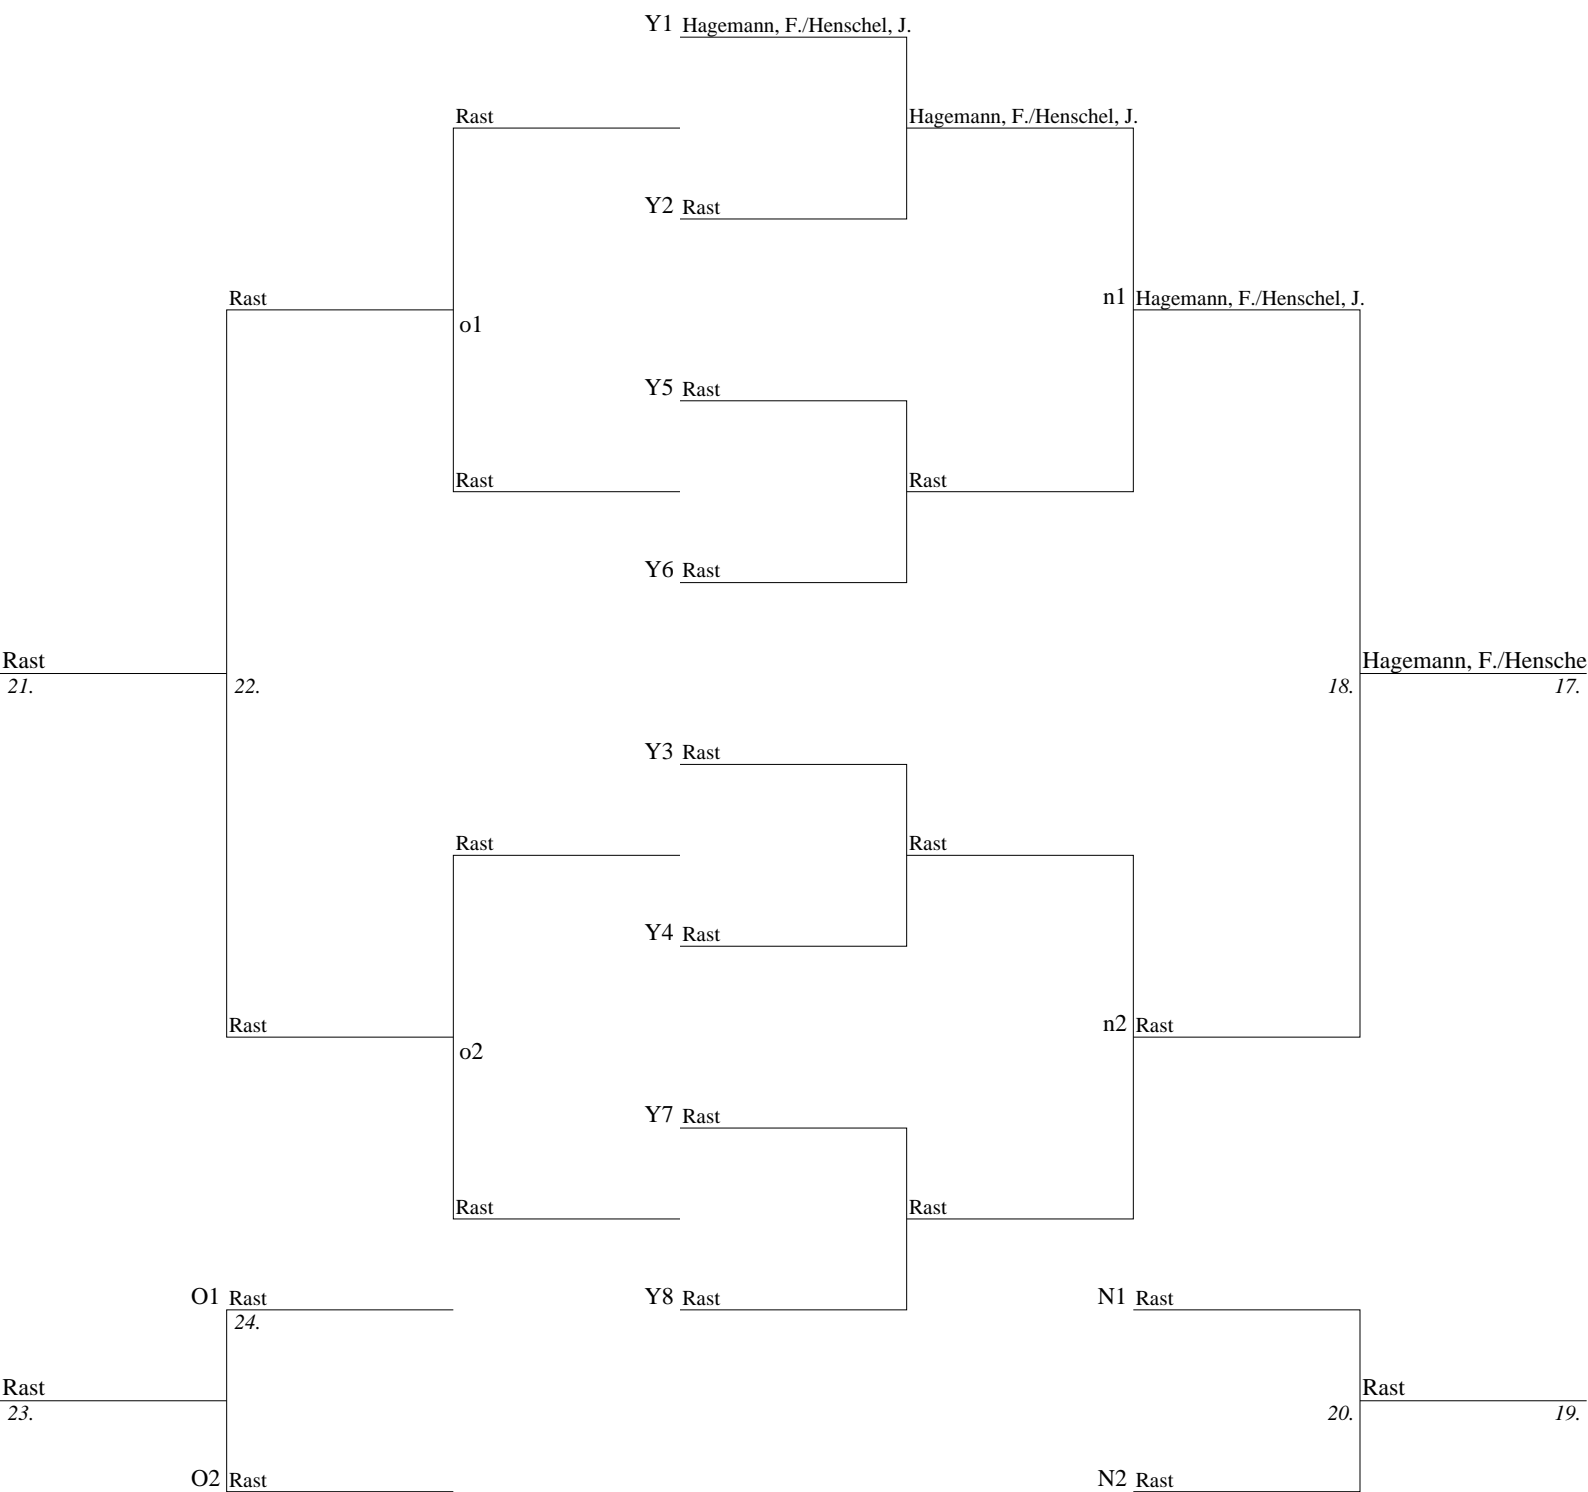 Y1 Hagemann, F./Henschel, J.
Rast
Hagemann, F./Henschel, J.
Y2 Rast
Rast
n1 Hagemann, F./Henschel, J.
o1
Y5 Rast
Rast
Rast
Y6 Rast
Rast
Hagemann, F./Hensche
21.
22.
18.
17.
Y3 Rast
Rast
Rast
Y4 Rast
Rast
n2 Rast
o2
Y7 Rast
Rast
Rast
O1 Rast
Y8 Rast
N1 Rast
24.
Rast
Rast
23.
20.
19.
O2 Rast
N2 Rast